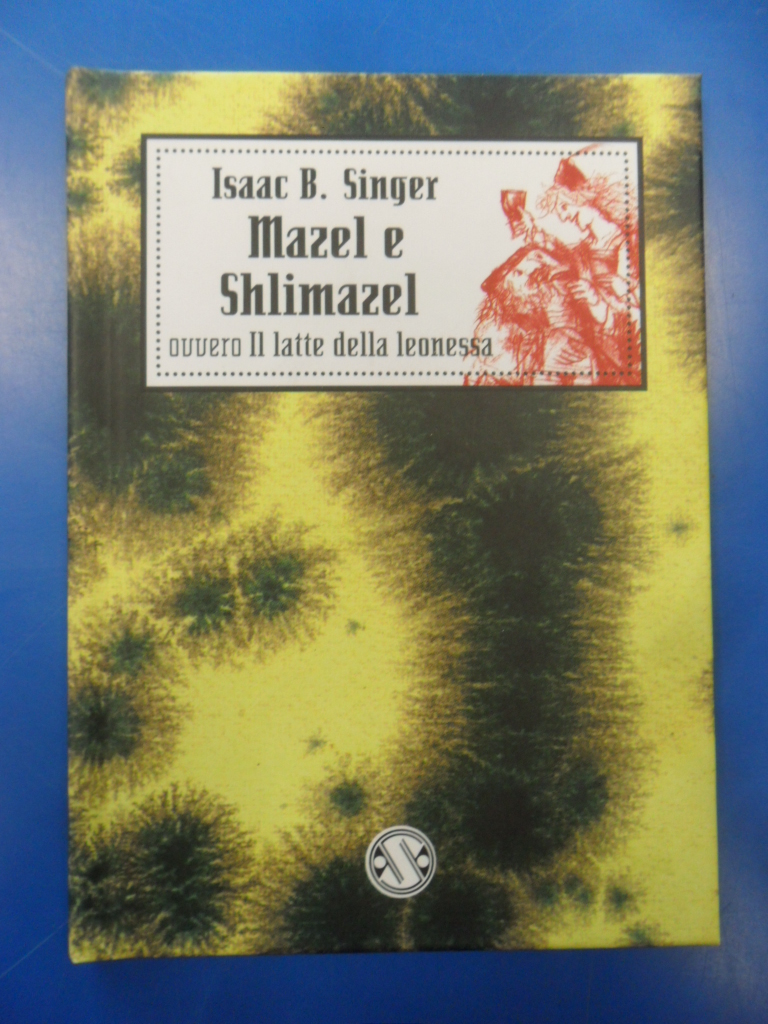 Isaac B. Singer
Mazel e
Shlimazel
ovvero Il latte della leonessa
S